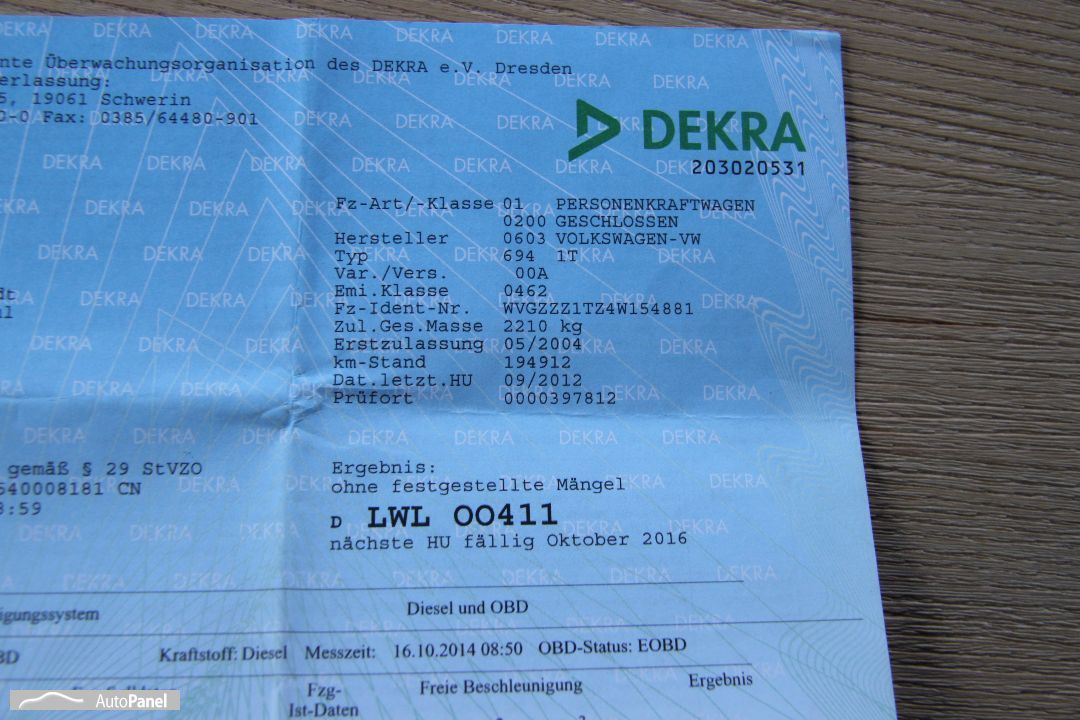 nte Überwachungsorganisation des DEKRA e.V. Dresden
erlassung:
5, 19061 Schwerin
0-0 Fax: 0385/64480-901
DEKRA
203020531
Fz-Art/-Klasse 01 PERSONENKRAFTWAGEN
0200 GESCHLOSSEN
Hersteller 0603 VOLKSWAGEN-VW
Typ 694 1T
Var./Vers. 00A
Emi.Klasse 0462
Fz-Ident-Nr. WVGZZZ1TZ4W154881
Zul.Ges.Masse 2210 kg
Erstzulassung 05/2004
km-Stand 194912
Dat.letzt.HU 09/2012
Prüfort 0000397812
gemäß § 29 StVZO
540008181 CN
8:59
Ergebnis:
ohne festgestellte Mängel
D LWL OO411
nächste HU fällig Oktober 2016
igungssystem Diesel und OBD
BD Kraftstoff: Diesel Messzeit: 16.10.2014 08:50 OBD-Status: EOBD
Fzg- Freie Beschleunigung Ergebnis
Ist-Daten
AutoPanel